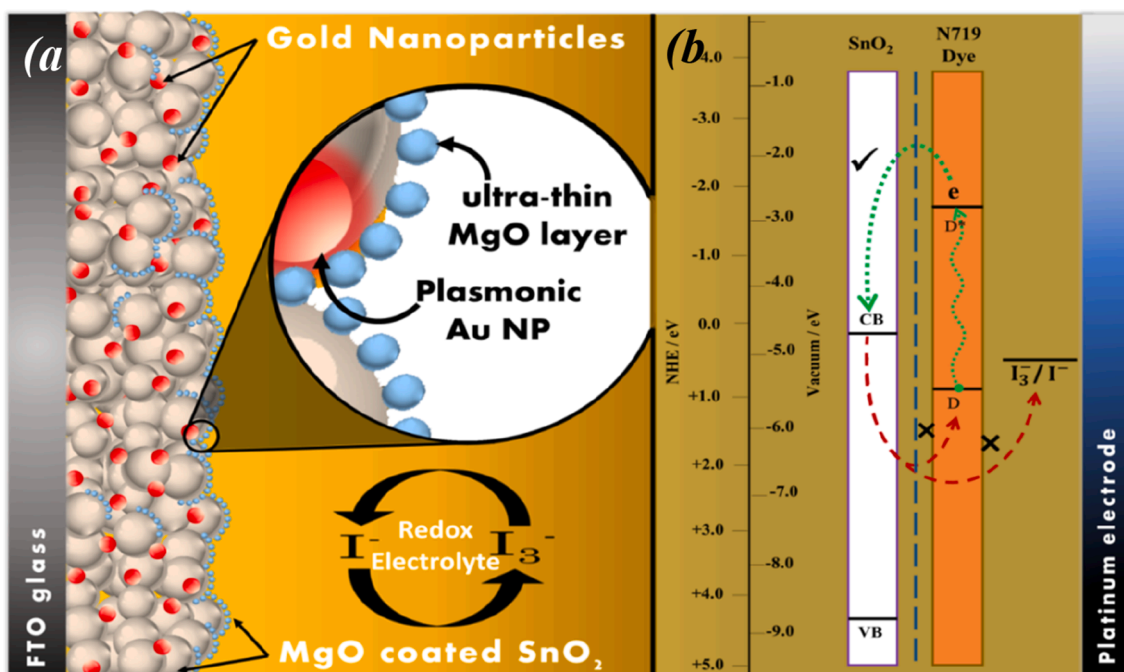 (a
Gold Nanoparticles
ultra-thin
MgO layer
Plasmonic
Au NP
I⁻
Redox
Electrolyte
I₃⁻
MgO coated SnO₂
FTO glass
(b)
SnO₂
N719
Dye
4.0
-3.0
-2.0
-1.0
0.0
+1.0
+2.0
+3.0
+4.0
+5.0
NHE / eV
-1.0
-2.0
-3.0
-4.0
-5.0
-6.0
-7.0
-8.0
-9.0
Vacuum / eV
e
D*
CB
D
I₃⁻/ I⁻
VB
Platinum electrode